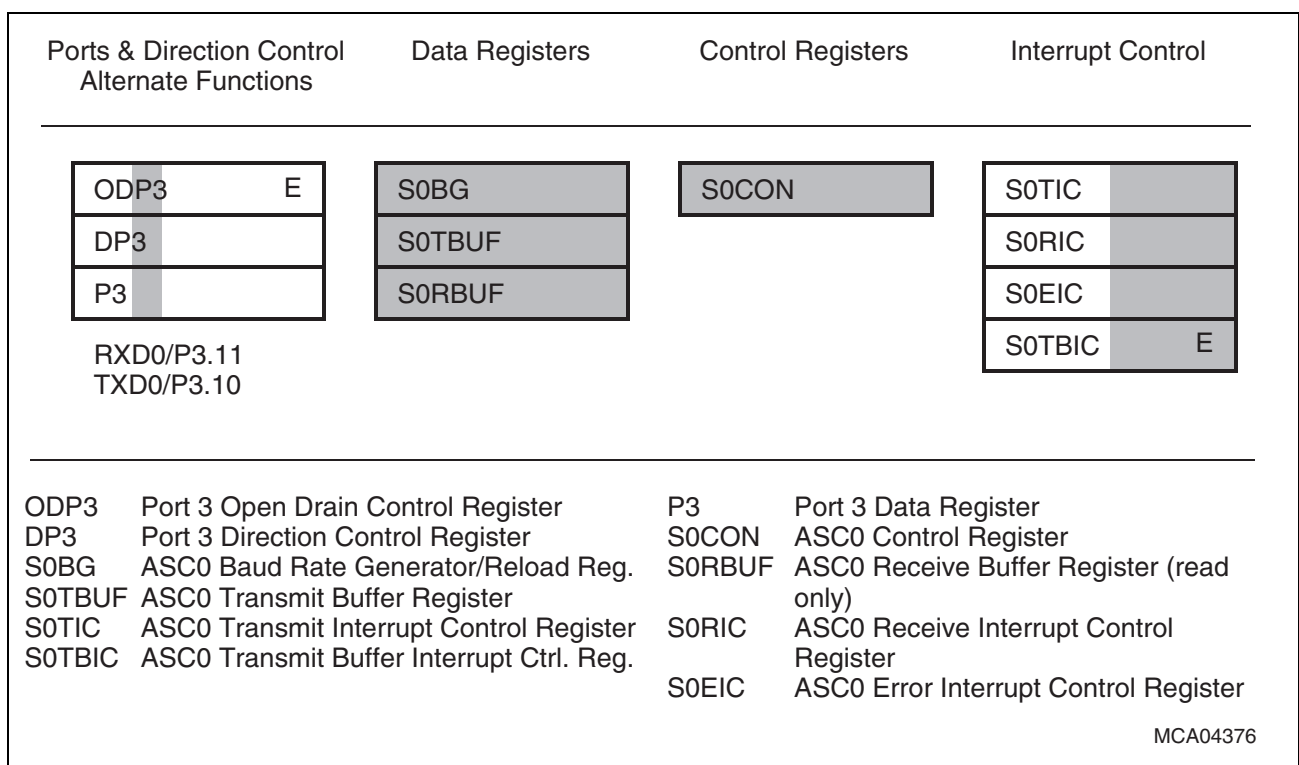 Ports & Direction Control
Alternate Functions
Data Registers
Control Registers
Interrupt Control
ODP3 E
DP3
P3
RXD0/P3.11
TXD0/P3.10
S0BG
S0TBUF
S0RBUF
S0CON
S0TIC
S0RIC
S0EIC
S0TBIC E
ODP3 Port 3 Open Drain Control Register
DP3 Port 3 Direction Control Register
S0BG ASC0 Baud Rate Generator/Reload Reg.
S0TBUF ASC0 Transmit Buffer Register
S0TIC ASC0 Transmit Interrupt Control Register
S0TBIC ASC0 Transmit Buffer Interrupt Ctrl. Reg.
P3 Port 3 Data Register
S0CON ASC0 Control Register
S0RBUF ASC0 Receive Buffer Register (read
only)
S0RIC ASC0 Receive Interrupt Control
Register
S0EIC ASC0 Error Interrupt Control Register
MCA04376